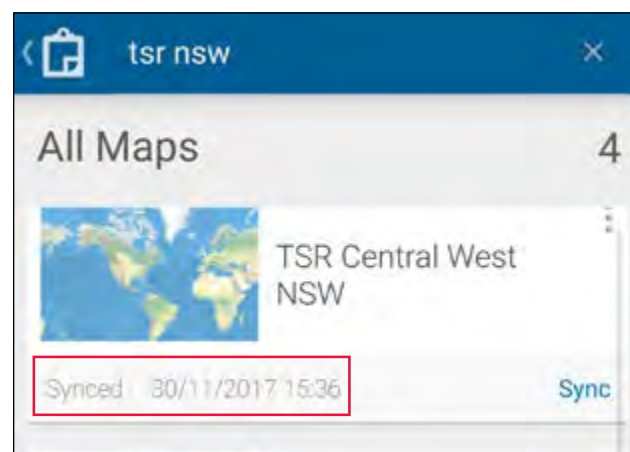 tsr nsw
All Maps 4
TSR Central West
NSW
Synced 30/11/2017 15:36 Sync